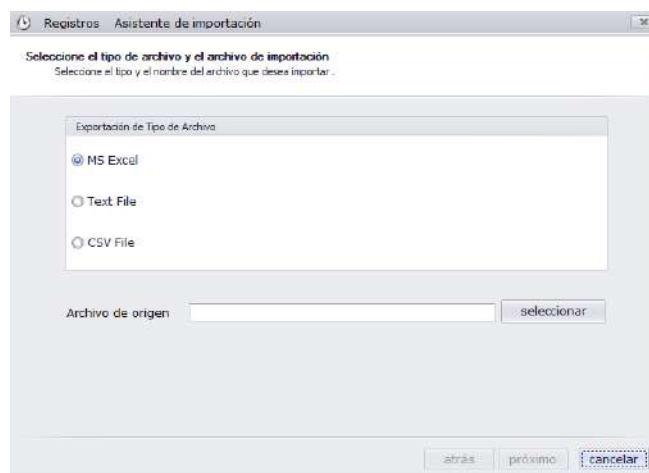 Registros Asistente de importación
Seleccione el tipo de archivo y el archivo de importación
Seleccione el tipo y el nombre del archivo que desea importar .
Exportación de Tipo de Archivo
MS Excel
Text File
CSV File
Archivo de origen seleccionar
atrás próximo cancelar